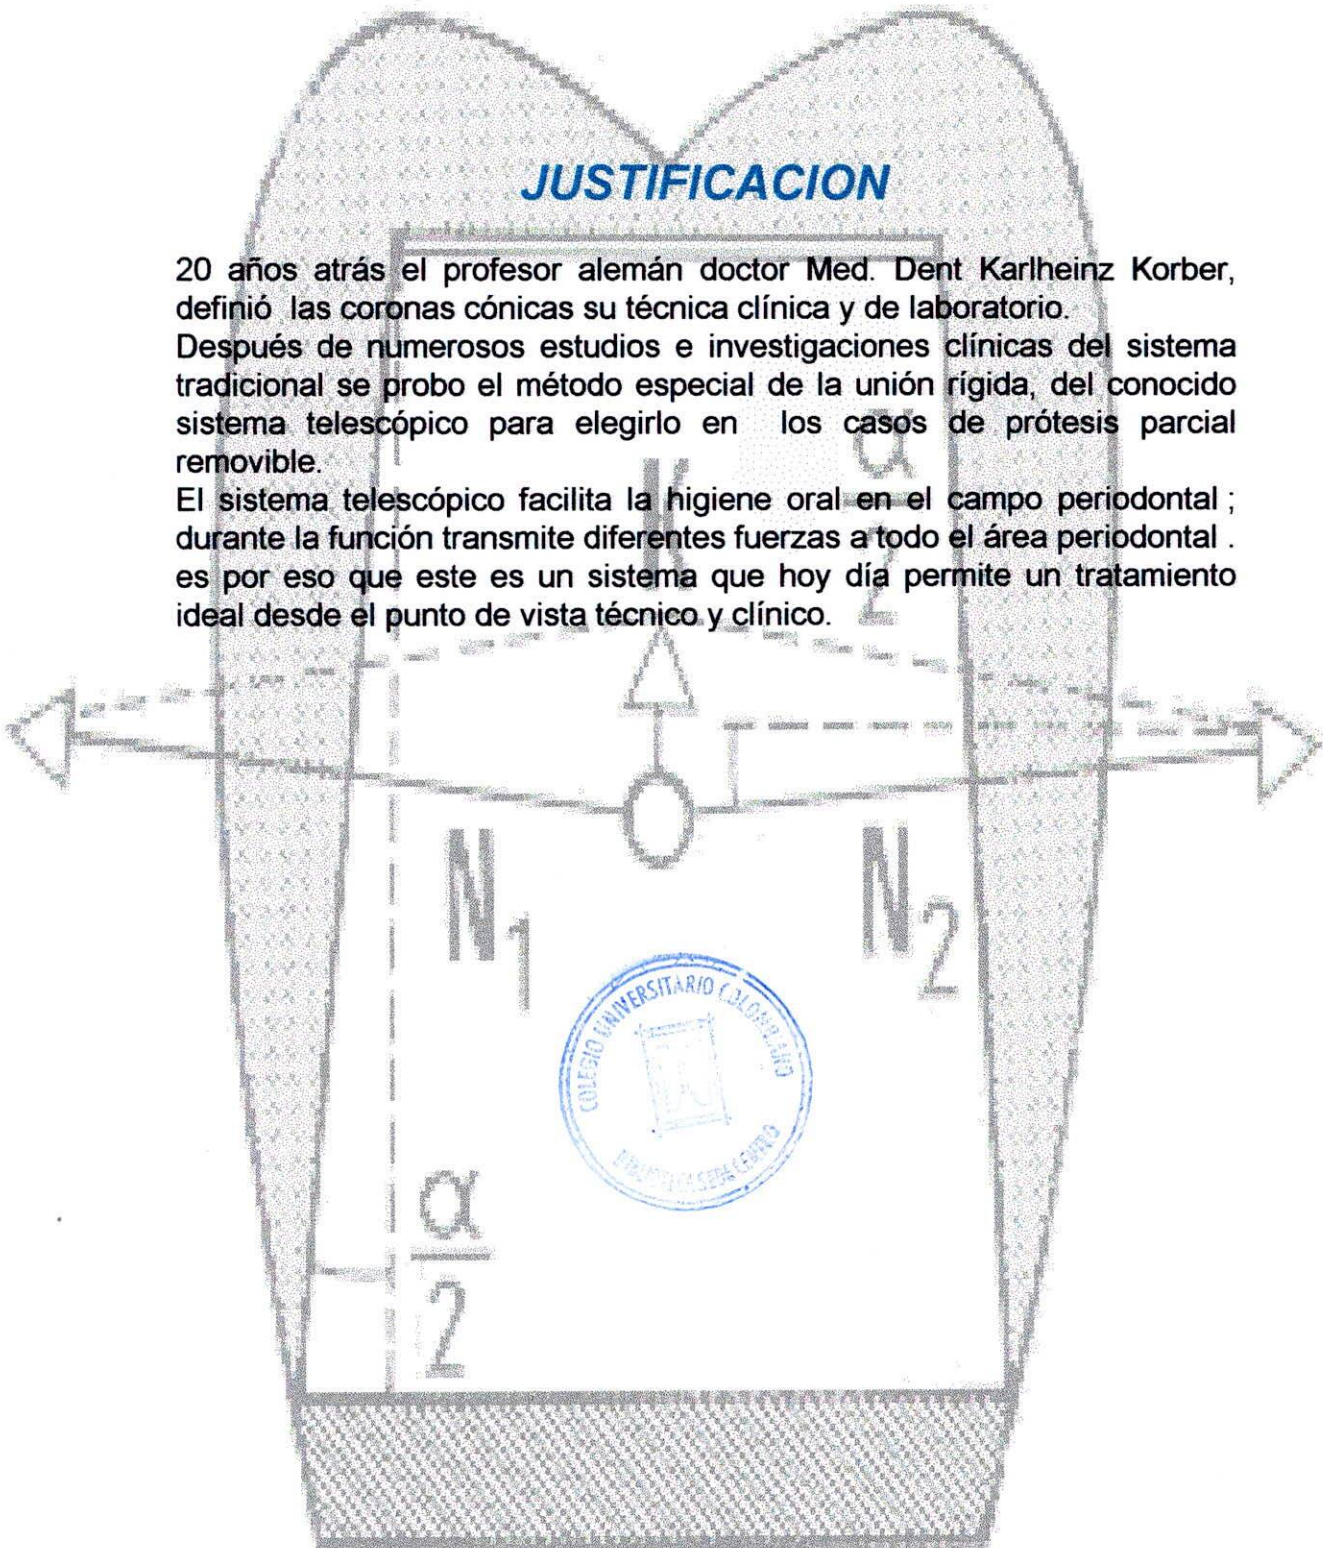 JUSTIFICACION
20 años atrás el profesor alemán doctor Med. Dent Karlheinz Korber,
definió las coronas cónicas su técnica clínica y de laboratorio.
Después de numerosos estudios e investigaciones clínicas del sistema
tradicional se probo el método especial de la unión rígida, del conocido
sistema telescópico para elegirlo en los casos de prótesis parcial
removible.
El sistema telescópico facilita la higiene oral en el campo periodontal ;
durante la función transmite diferentes fuerzas a todo el área periodontal .
es por eso que este es un sistema que hoy día permite un tratamiento
ideal desde el punto de vista técnico y clínico.
K
α
2
N1
N2
COLEGIO UNIVERSITARIO COLOMBIANO
BIBLIOTECA SEDE CENTRO
α
2